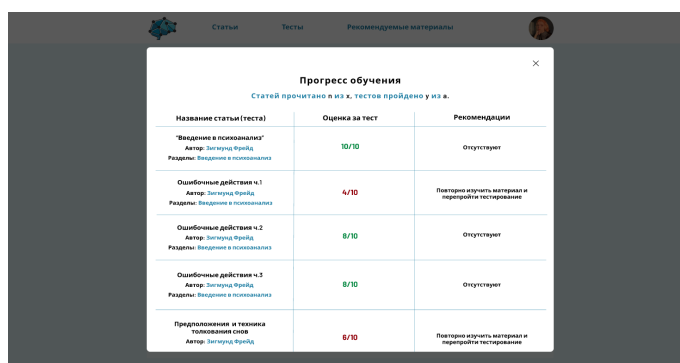 Статьи Тесты Рекомендуемые материалы
Прогресс обучения
Статей прочитано n из x, тестов пройдено y из a.
Название статьи(теста) Оценка за тест Рекомендации
"Введение в психоанализ"
Автор: Зигмунд Фрейд
Разделы: Введение в психоанализ
10/10
Отсутствуют
Ошибочные действия ч.1
Автор: Зигмунд Фрейд
Разделы: Введение в психоанализ
4/10
Повторно изучить материал и
перепройти тестирование
Ошибочные действия ч.2
Автор: Зигмунд Фрейд
Разделы: Введение в психоанализ
8/10
Отсутствуют
Ошибочные действия ч.3
Автор: Зигмунд Фрейд
Разделы: Введение в психоанализ
8/10
Отсутствуют
Предположения и техника
толкования снов
Автор: Зигмунд Фрейд
6/10
Повторно изучить материал и
перепройти тестирование